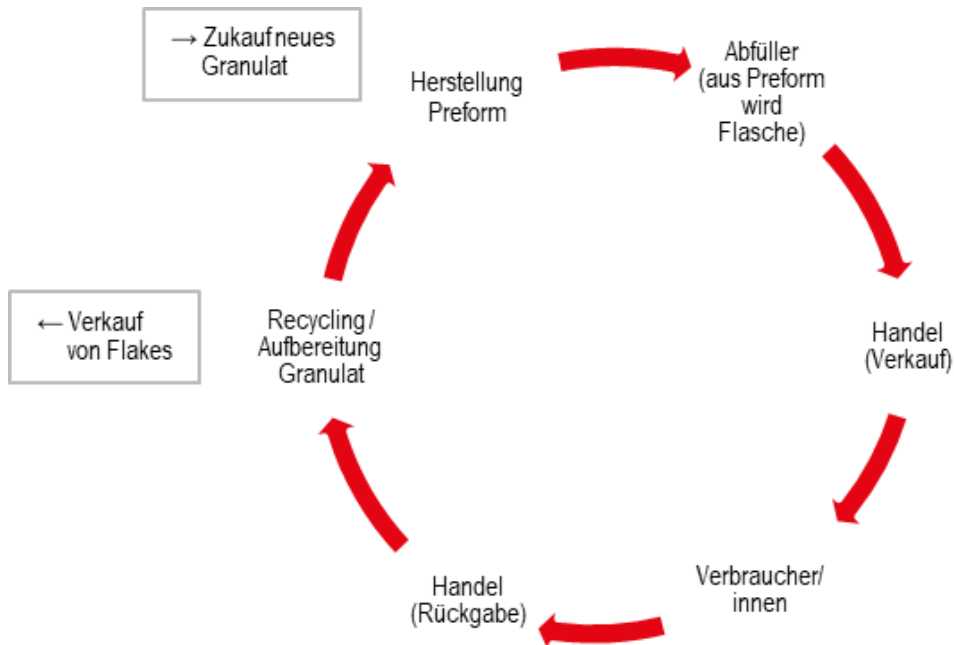 → Zukauf neues
Granulat
Herstellung
Preform
Abfüller
(aus Preform
wird
Flasche)
Handel
(Verkauf)
Verbraucher/
innen
Handel
(Rückgabe)
Recycling/
Aufbereitung
Granulat
← Verkauf
von Flakes